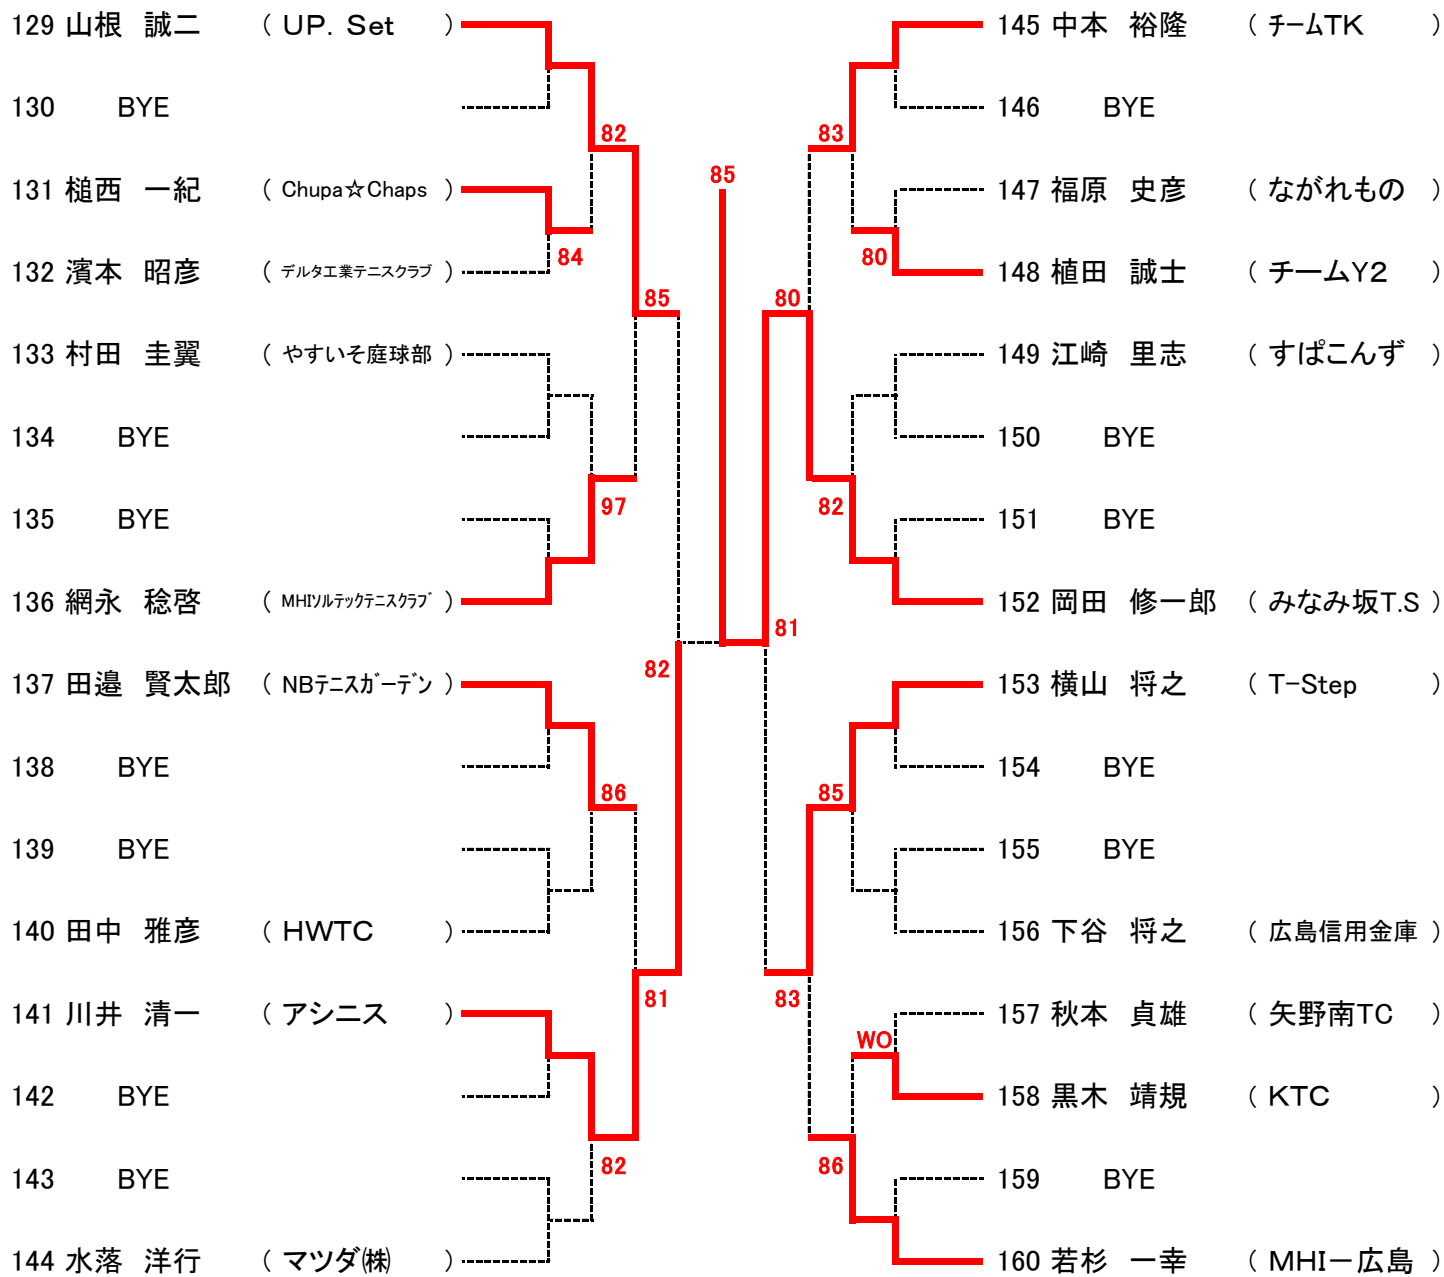 129 山根 誠二 ( UP. Set )
130 BYE
82
131 槌西 一紀 ( Chupa☆Chaps )
84
132 濱本 昭彦 ( デルタ工業テニスクラブ )
85
133 村田 圭翼 ( やすいそ庭球部 )
134 BYE
97
135 BYE
136 網永 稔啓 ( MHIソルテックテニスクラブ )
82
137 田邉 賢太郎 ( NBテニスガーデン )
138 BYE
86
139 BYE
140 田中 雅彦 ( HWTC )
81
141 川井 清一 ( アシニス )
142 BYE
82
143 BYE
144 水落 洋行 ( マツダ㈱ )
85
145 中本 裕隆 ( チームTK )
146 BYE
83
147 福原 史彦 ( ながれもの )
80
148 植田 誠士 ( チームY2 )
80
149 江崎 里志 ( すぱこんず )
150 BYE
82
151 BYE
152 岡田 修一郎 ( みなみ坂T.S )
81
153 横山 将之 ( T-Step )
154 BYE
85
155 BYE
156 下谷 将之 ( 広島信用金庫 )
83
157 秋本 貞雄 ( 矢野南TC )
WO
158 黒木 靖規 ( KTC )
86
159 BYE
160 若杉 一幸 ( MHI－広島 )